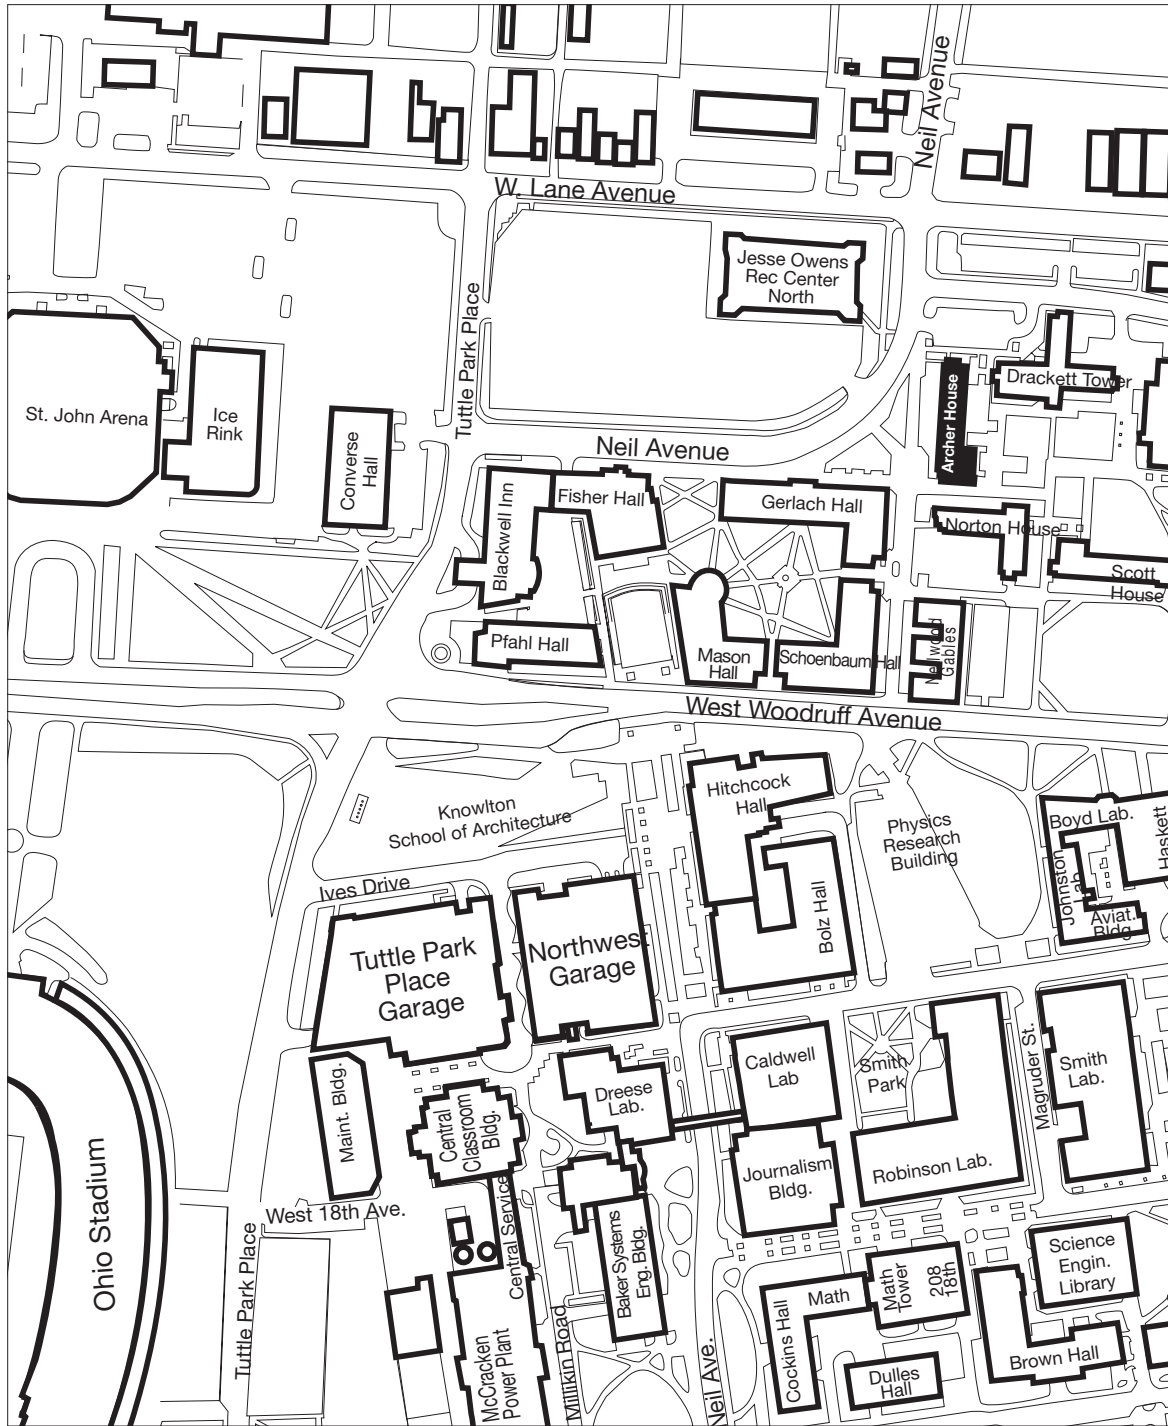 Neil Avenue
W. Lane Avenue
Jesse Owens
Rec Center
North
Tuttle Park Place
Drackett Tower
Archer House
St. John Arena
Ice
Rink
Converse
Hall
Neil Avenue
Blackwell Inn
Fisher Hall
Gerlach Hall
Norton House
Scott
House
Pfahl Hall
Mason
Hall
Schoenbaum Hall
Neilwood
Gables
West Woodruff Avenue
Knowlton
School of Architecture
Hitchcock
Hall
Physics
Research
Building
Boyd Lab.
Haskett
Johnston
Lab.
Aviat.
Bldg.
Bolz Hall
Ives Drive
Tuttle Park
Place
Garage
Northwest
Garage
Maint. Bldg.
Central
Classroom
Bldg.
Dreese
Lab.
Caldwell
Lab
Smith
Park
Magruder St.
Smith
Lab.
Journalism
Bldg.
Robinson Lab.
West 18th Ave.
Ohio Stadium
Tuttle Park Place
Central Service
Baker Systems
Eng. Bldg.
McCracken
Power Plant
Millikin Road
Neil Ave.
Cockins Hall
Math
Math
Tower
208
18th
Science
Engin.
Library
Dulles
Hall
Brown Hall